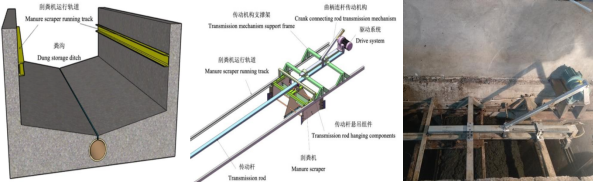 刮粪机运行轨道
Manure scraper running track
粪沟
Dung storage ditch
曲柄连杆传动机构
Crank connecting rod transmission mechanism
传动机构支撑架
Transmission mechanism support frame
驱动系统
Drive system
刮粪机运行轨道
Manure scraper running track
传动杆悬吊组件
Transmission rod hanging components
刮粪机
Manure scraper
传动杆
Transmission rod